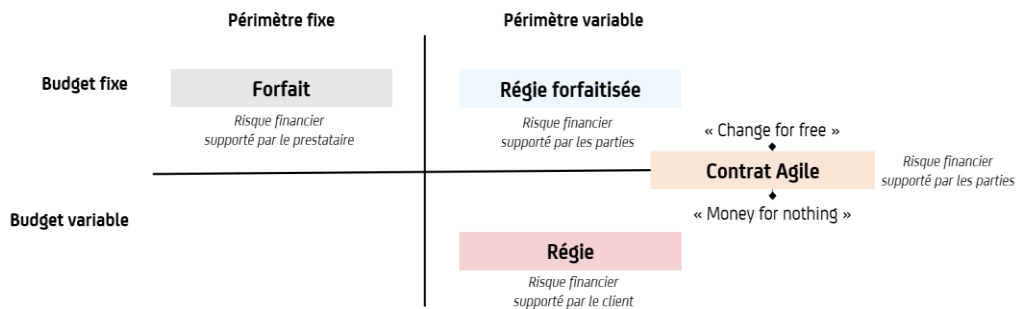 Périmètre fixe
Périmètre variable
Budget fixe
Forfait
Risque financier
supporté par le prestataire
Régie forfaitisée
Risque financier
supporté par les parties
« Change for free »
Contrat Agile
Risque financier
supporté par les parties
« Money for nothing »
Budget variable
Régie
Risque financier
supporté par le client